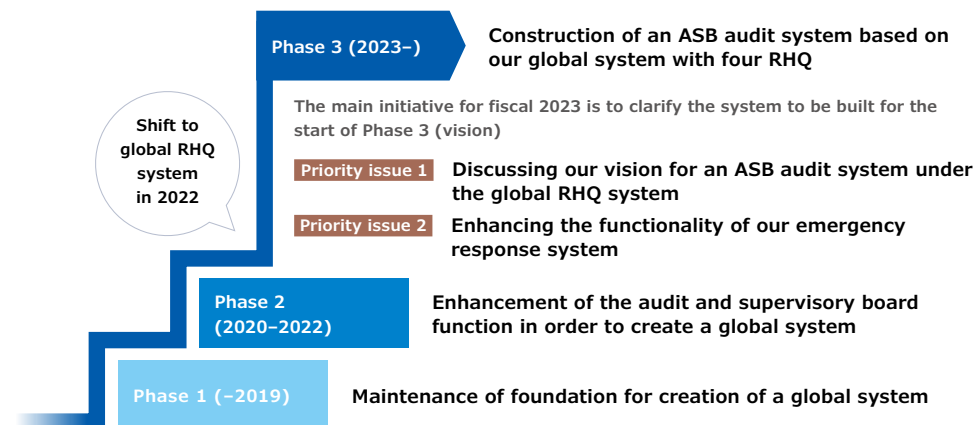 Phase 3 (2023–)
Construction of an ASB audit system based on
our global system with four RHQ
The main initiative for fiscal 2023 is to clarify the system to be built for the
start of Phase 3 (vision)
Shift to
global RHQ
system
in 2022
Priority issue 1
Discussing our vision for an ASB audit system under
the global RHQ system
Priority issue 2
Enhancing the functionality of our emergency
response system
Phase 2
(2020–2022)
Enhancement of the audit and supervisory board
function in order to create a global system
Phase 1 (–2019)
Maintenance of foundation for creation of a global system